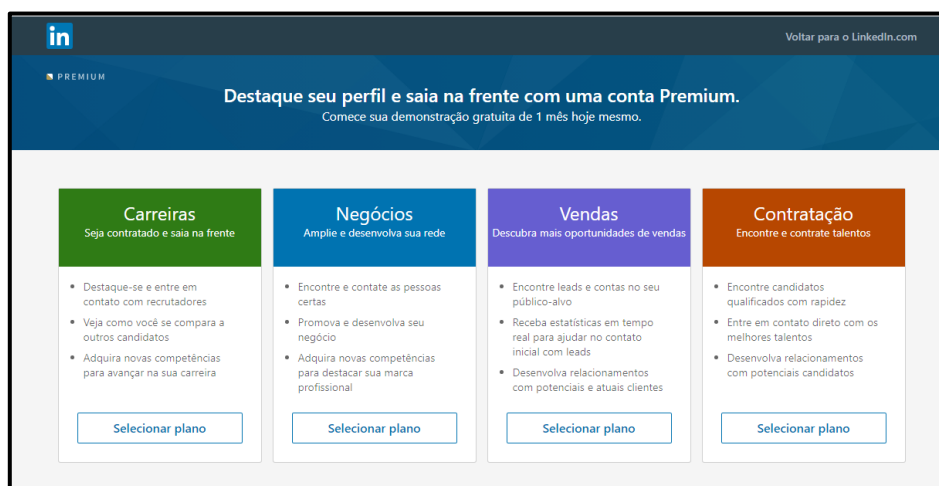 in
Voltar para o LinkedIn.com
PREMIUM
Destaque seu perfil e saia na frente com uma conta Premium.
Comece sua demonstração gratuita de 1 mês hoje mesmo.
Carreiras
Seja contratado e saia na frente
• Destaque-se e entre em
contato com recrutadores
• Veja como você se compara a
outros candidatos
• Adquira novas competências
para avançar na sua carreira
Selecionar plano
Negócios
Amplie e desenvolva sua rede
• Encontre e contate as pessoas
certas
• Promova e desenvolva seu
negócio
• Adquira novas competências
para destacar sua marca
profissional
Selecionar plano
Vendas
Descubra mais oportunidades de vendas
• Encontre leads e contas no seu
público-alvo
• Receba estatísticas em tempo
real para ajudar no contato
inicial com leads
• Desenvolva relacionamentos
com potenciais e atuais clientes
Selecionar plano
Contratação
Encontre e contrate talentos
• Encontre candidatos
qualificados com rapidez
• Entre em contato direto com os
melhores talentos
• Desenvolva relacionamentos
com potenciais candidatos
Selecionar plano